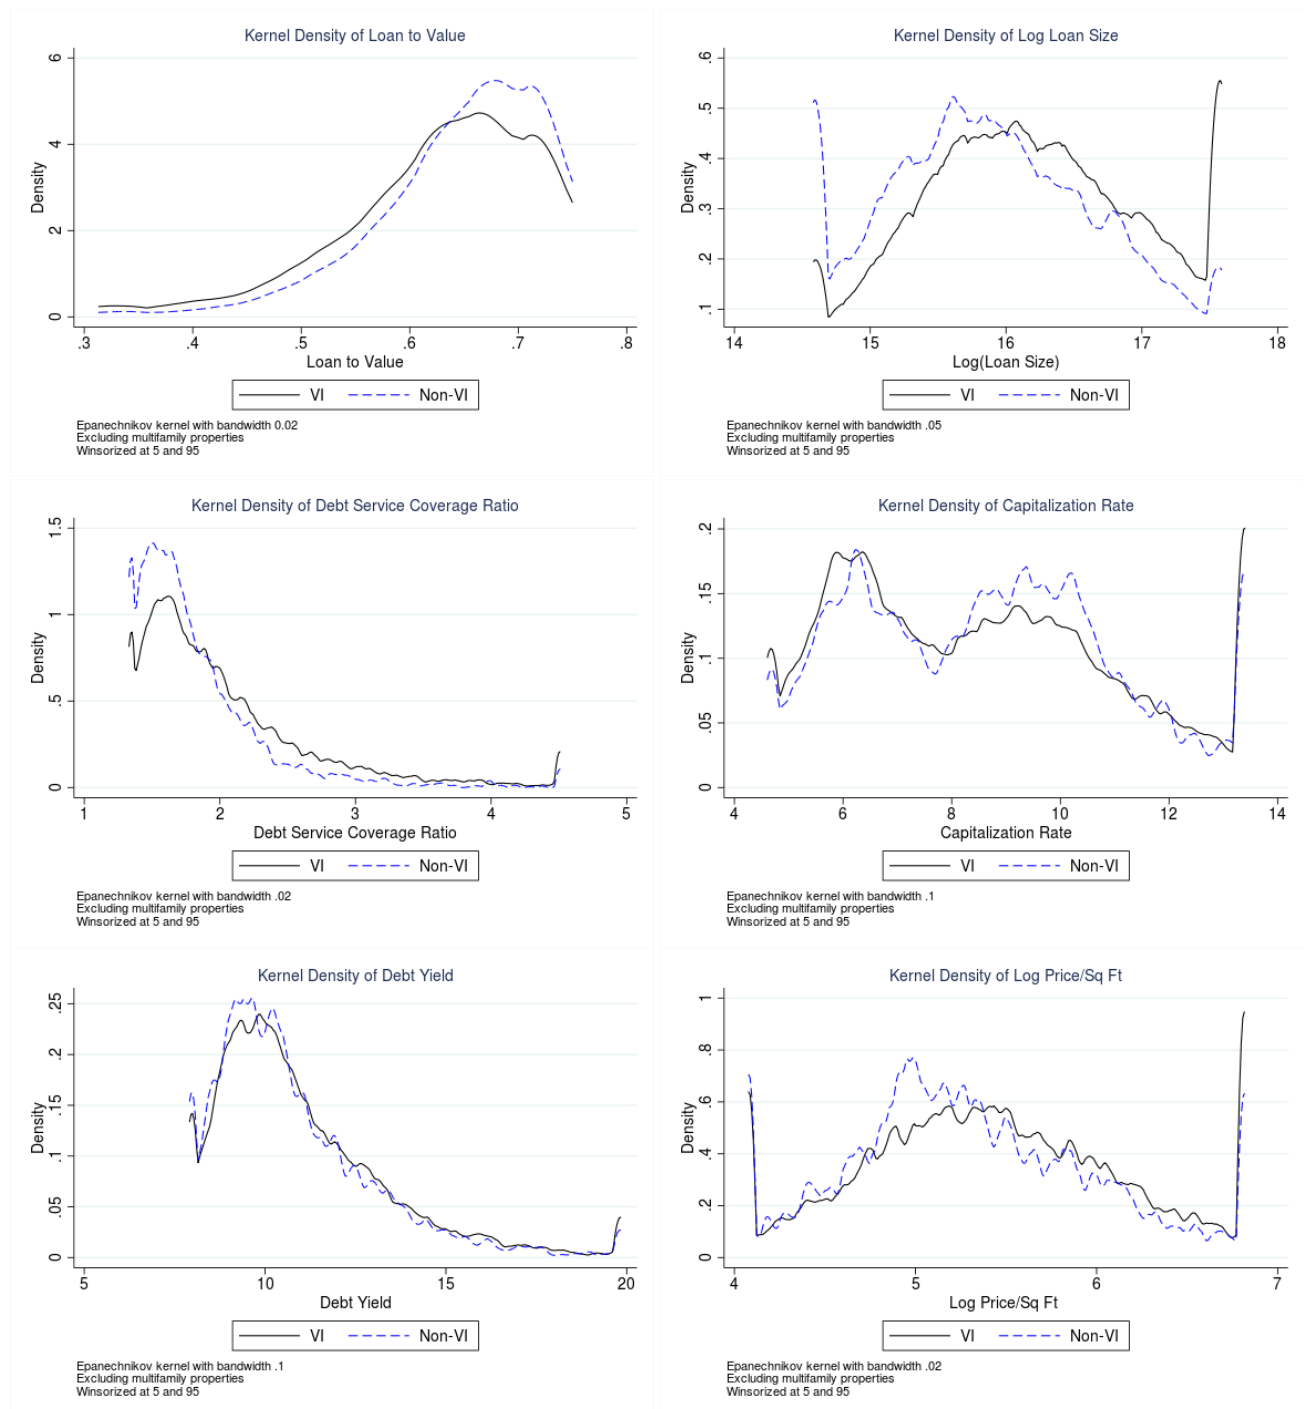 Kernel Density of Loan to Value
Density
0
2
4
6
.3
.4
.5
.6
.7
.8
Loan to Value
VI
Non-VI
Epanechnikov kernel with bandwidth 0.02
Excluding multifamily properties
Winsorized at 5 and 95
Kernel Density of Log Loan Size
Density
.1
.2
.3
.4
.5
.6
14
15
16
17
18
Log(Loan Size)
VI
Non-VI
Epanechnikov kernel with bandwidth .05
Excluding multifamily properties
Winsorized at 5 and 95
Kernel Density of Debt Service Coverage Ratio
Density
0
.5
1
1.5
1
2
3
4
5
Debt Service Coverage Ratio
VI
Non-VI
Epanechnikov kernel with bandwidth .02
Excluding multifamily properties
Winsorized at 5 and 95
Kernel Density of Capitalization Rate
Density
0
.05
.1
.15
.2
4
6
8
10
12
14
Capitalization Rate
VI
Non-VI
Epanechnikov kernel with bandwidth .1
Excluding multifamily properties
Winsorized at 5 and 95
Kernel Density of Debt Yield
Density
0
.05
.1
.15
.2
.25
5
10
15
20
Debt Yield
VI
Non-VI
Epanechnikov kernel with bandwidth .1
Excluding multifamily properties
Winsorized at 5 and 95
Kernel Density of Log Price/Sq Ft
Density
0
.2
.4
.6
.8
1
4
5
6
7
Log Price/Sq Ft
VI
Non-VI
Epanechnikov kernel with bandwidth .02
Excluding multifamily properties
Winsorized at 5 and 95